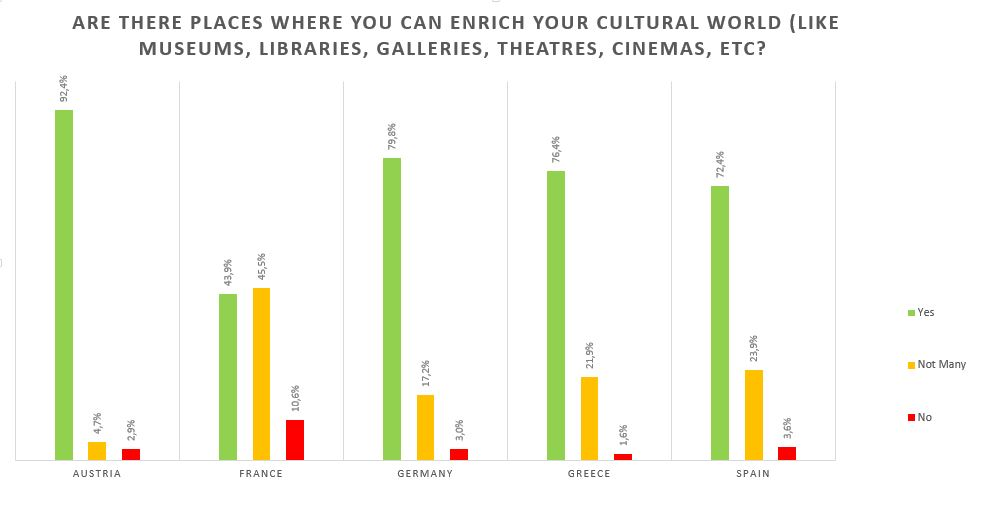 ARE THERE PLACES WHERE YOU CAN ENRICH YOUR CULTURAL WORLD (LIKE
MUSEUMS, LIBRARIES, GALLERIES, THEATRES, CINEMAS, ETC?
92,4%
4,7%
2,9%
43,9%
45,5%
10,6%
79,8%
17,2%
3,0%
76,4%
21,9%
1,6%
72,4%
23,9%
3,6%
AUSTRIA
FRANCE
GERMANY
GREECE
SPAIN
Yes
Not Many
No